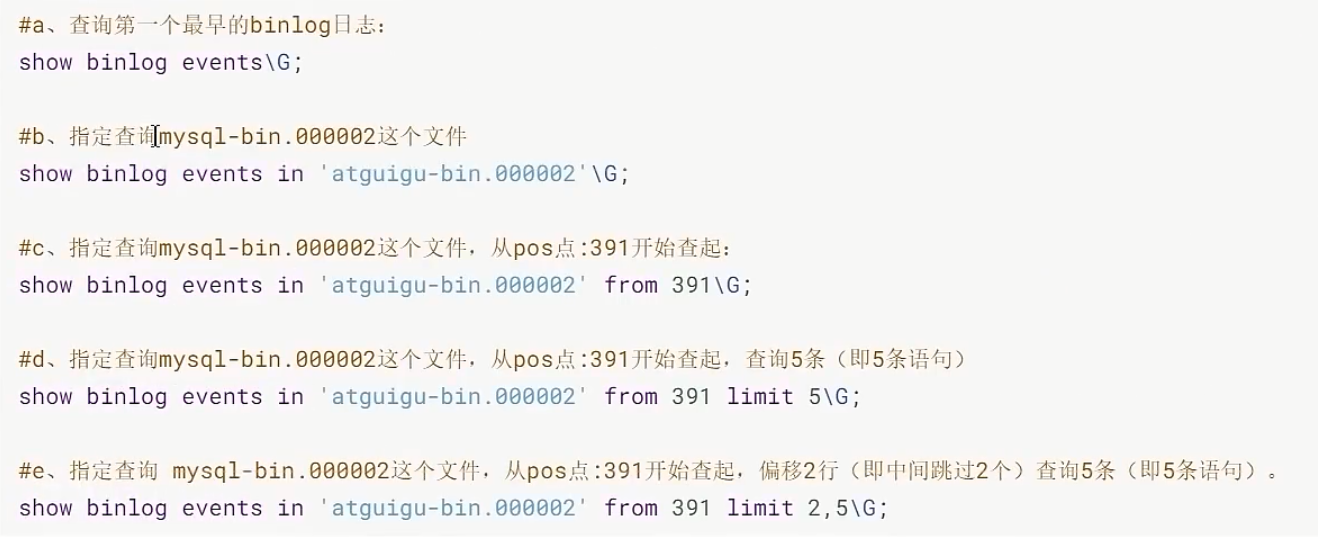 #a、查询第一个最早的binlog日志：
show binlog events\G;
#b、指定查询mysql-bin.000002这个文件
show binlog events in 'atguigu-bin.000002'\G;
#c、指定查询mysql-bin.000002这个文件，从pos点:391开始查起：
show binlog events in 'atguigu-bin.000002' from 391\G;
#d、指定查询mysql-bin.000002这个文件，从pos点:391开始查起，查询5条（即5条语句）
show binlog events in 'atguigu-bin.000002' from 391 limit 5\G;
#e、指定查询 mysql-bin.000002这个文件，从pos点:391开始查起，偏移2行（即中间跳过2个）查询5条（即5条语句）。
show binlog events in 'atguigu-bin.000002' from 391 limit 2,5\G;